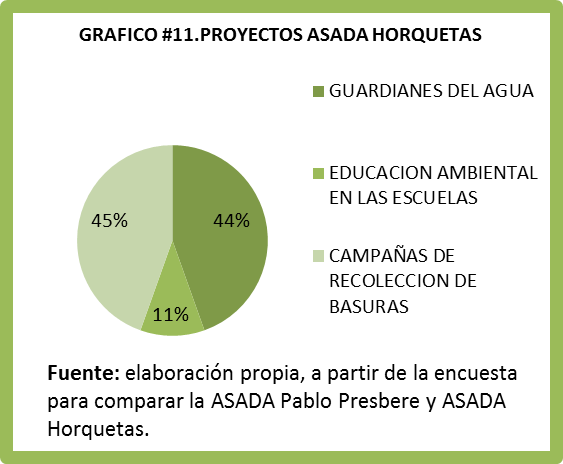 GRAFICO #11.PROYECTOS ASADA HORQUETAS
GUARDIANES DEL AGUA
EDUCACION AMBIENTAL
EN LAS ESCUELAS
CAMPAÑAS DE
RECOLECCION DE
BASURAS
45%
44%
11%
Fuente: elaboración propia, a partir de la encuesta
para comparar la ASADA Pablo Presbere y ASADA
Horquetas.